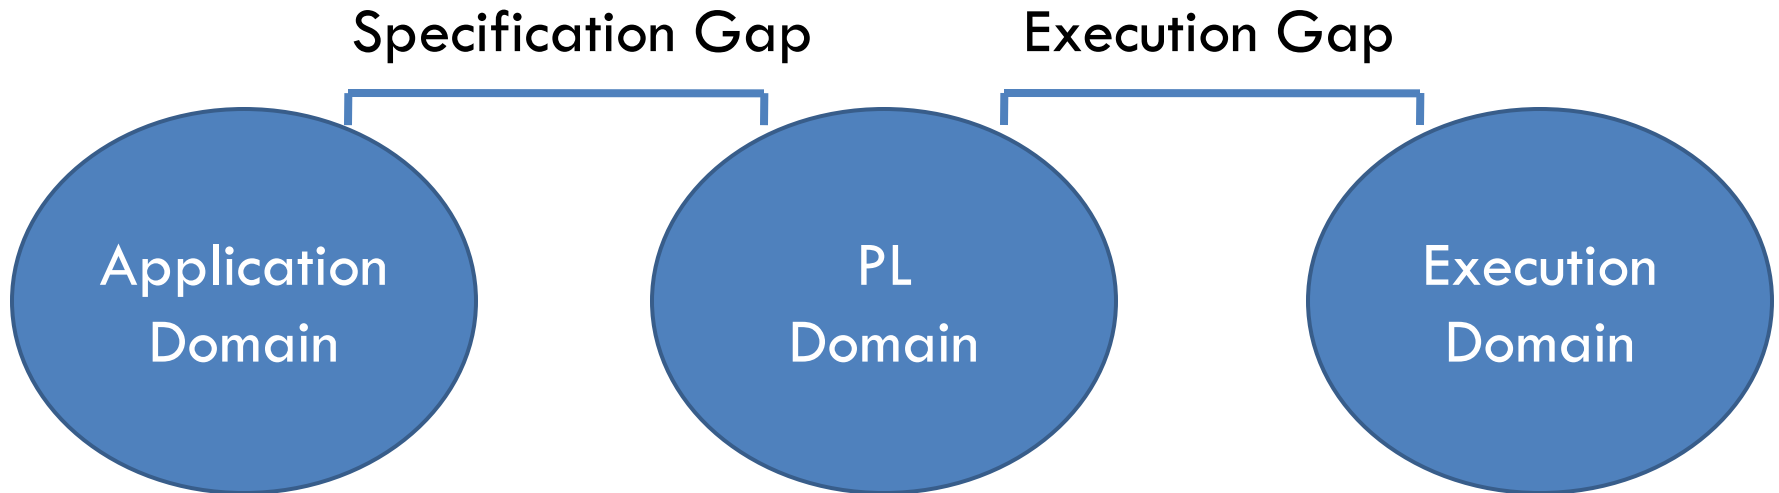 Specification Gap
Execution Gap
Application
Domain
PL
Domain
Execution
Domain